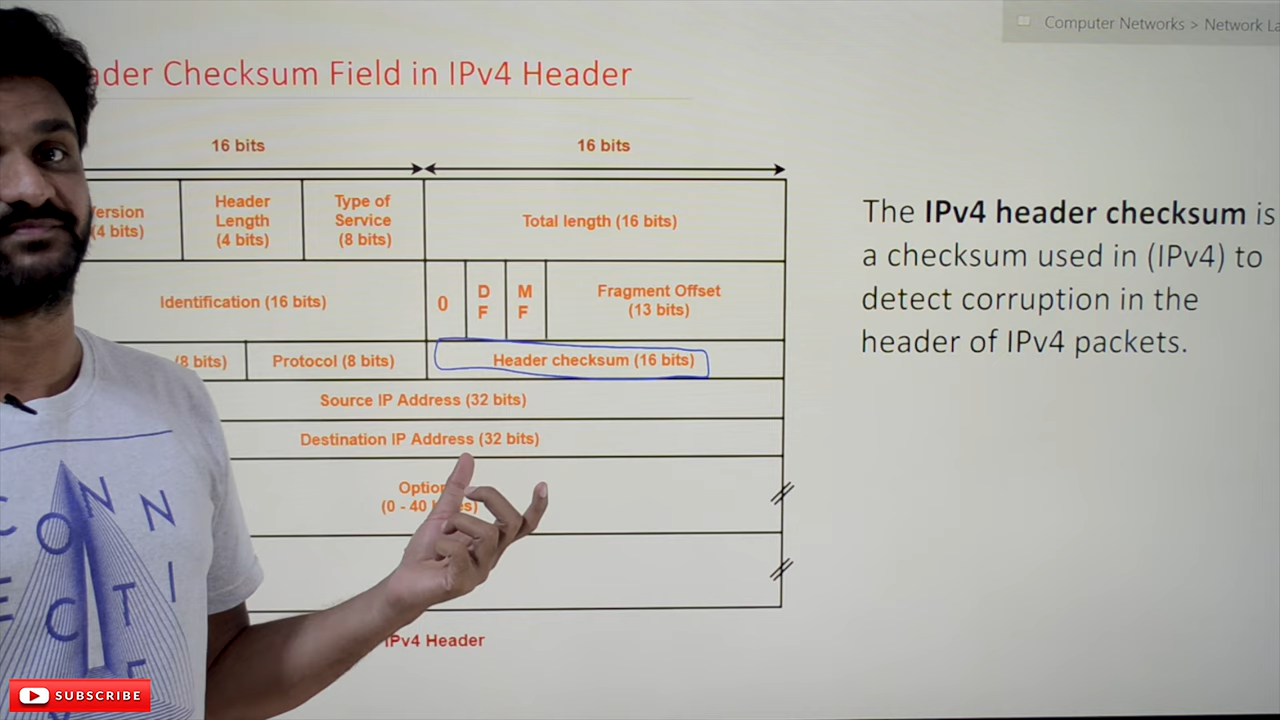 Computer Networks > Network La
ader Checksum Field in IPv4 Header
16 bits 16 bits
Version
(4 bits)
Header
Length
(4 bits)
Type of
Service
(8 bits)
Total length (16 bits)
Identification (16 bits)
0
D
F
M
F
Fragment Offset
(13 bits)
(8 bits)
Protocol (8 bits)
Header checksum (16 bits)
Source IP Address (32 bits)
Destination IP Address (32 bits)
Option
(0 - 40
IPv4 Header
The IPv4 header checksum is
a checksum used in (IPv4) to
detect corruption in the
header of IPv4 packets.
CONN
ECTI
SUBSCRIBE